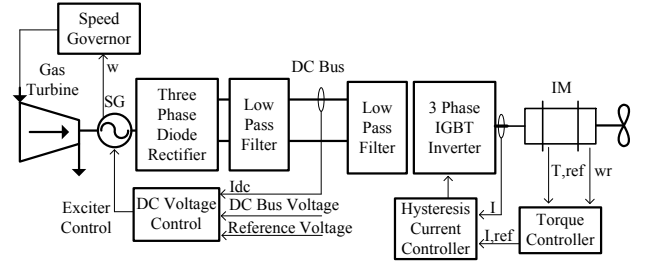 Speed
Governor
w
Gas
Turbine
SG
Three
Phase
Diode
Rectifier
Low
Pass
Filter
DC Bus
Low
Pass
Filter
3 Phase
IGBT
Inverter
IM
Exciter
Control
DC Voltage
Control
Idc
DC Bus Voltage
Reference Voltage
Hysteresis
Current
Controller
I
I,ref
T,ref
wr
Torque
Controller